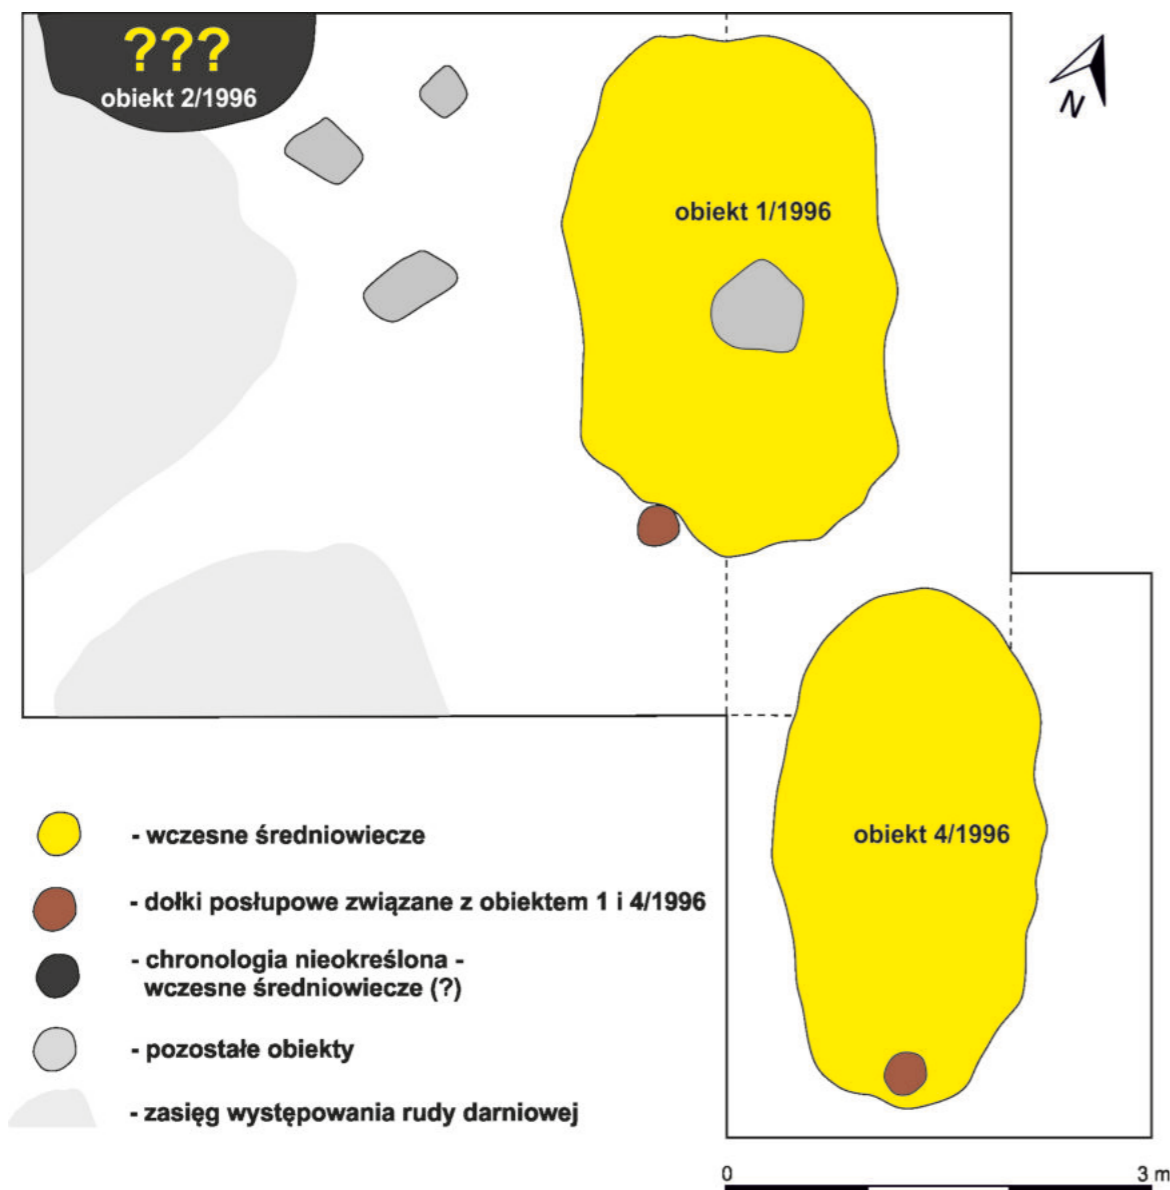 ???
obiekt 2/1996
N
obiekt 1/1996
obiekt 4/1996
- wczesne średniowiecze
- dołki posłupowe związane z obiektem 1 i 4/1996
- chronologia nieokreślona -
wczesne średniowiecze (?)
- pozostałe obiekty
- zasięg występowania rudy darniowej
0 3 m